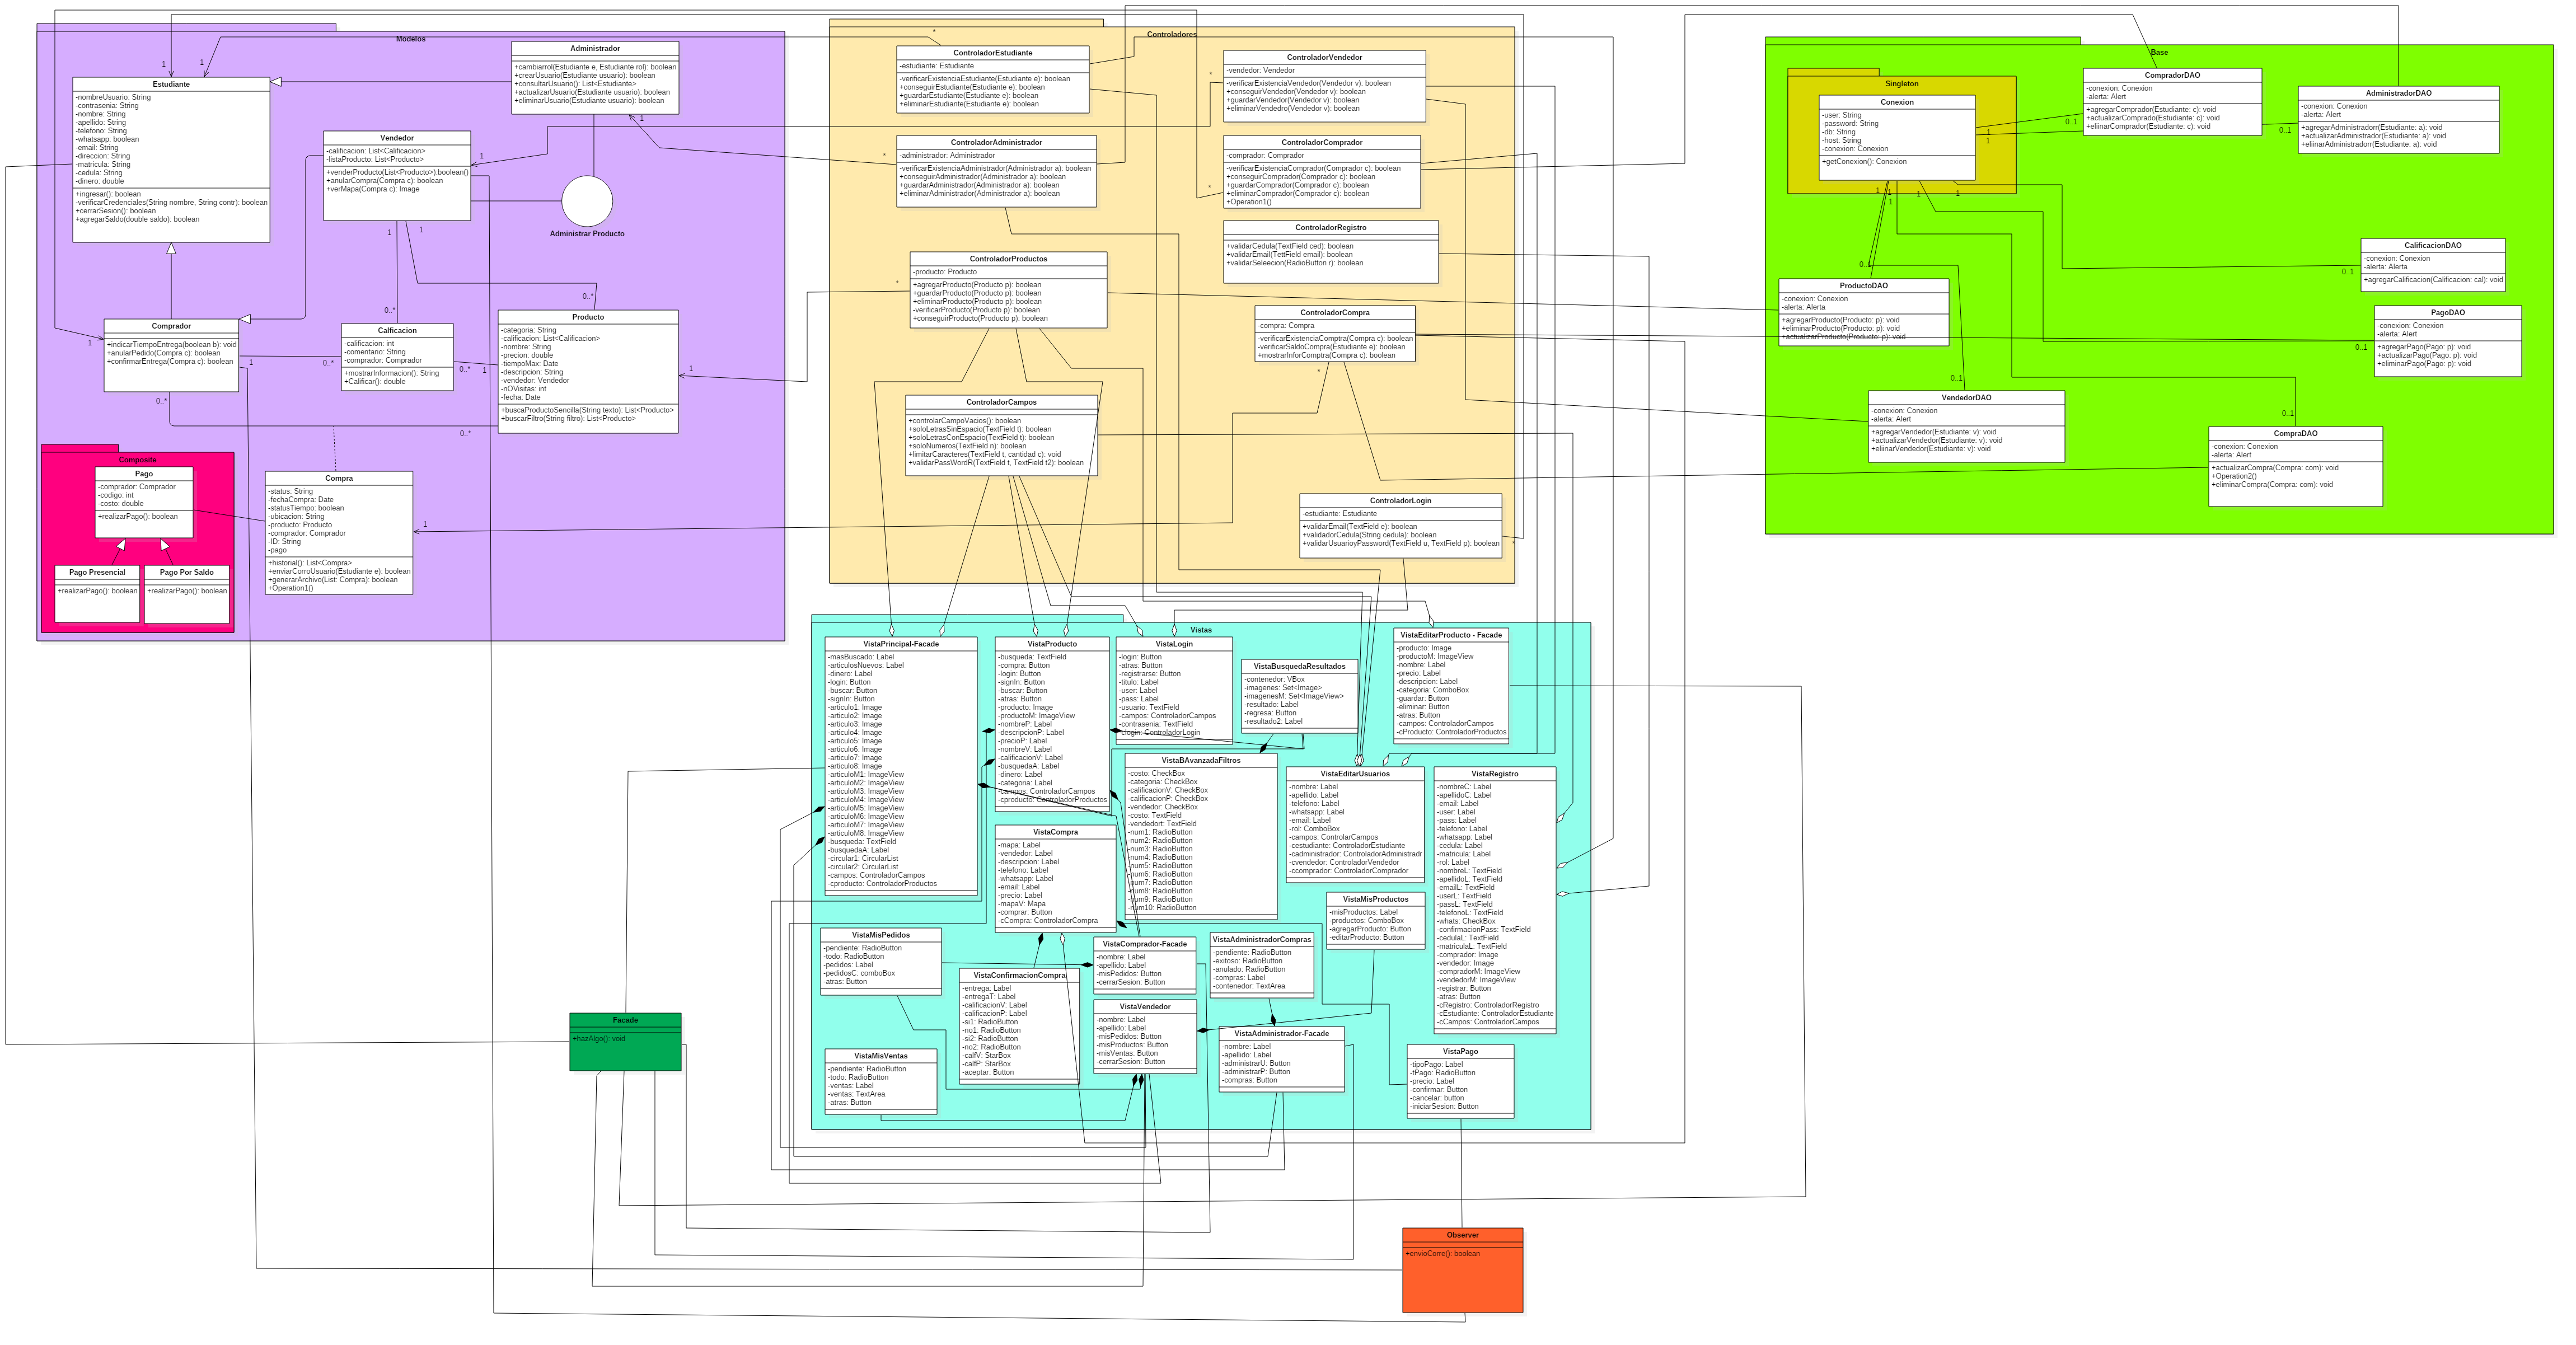 Modelos
Estudiante
-nombreUsuario: String
-contrasenia: String
-nombre: String
-apellido: String
-telefono: String
-whatsapp: boolean
-email: String
-direccion: String
-matricula: String
-cedula: String
-dinero: double
+ingresar(): boolean
-verificarCredenciales(String nombre, String contr): boolean
+cerrarSesion(): boolean
+agregarSaldo(double saldo): boolean
Administrador
+cambiarrol(Estudiante e, Estudiante rol): boolean
+crearUsuario(Estudiante usuario): boolean
+consultarUsuario(): List<Estudiante>
+actualizarUsuario(Estudiante usuario): boolean
+eliminarUsuario(Estudiante usuario): boolean
Vendedor
-calificacion: List<Calificacion>
-listaProducto: List<Producto>
+venderProducto(List<Producto>):boolean()
+anularCompra(Compra c): boolean
+verMapa(Compra c): Image
Administrar Producto
Comprador
+indicarTiempoEntrega(boolean b): void
+anularPedido(Compra c): boolean
+confirmarEntrega(Compra c): boolean
Calficacion
-calificacion: int
-comentario: String
-comprador: Comprador
+mostrarInformacion(): String
+Calificar(): double
Producto
-categoria: String
-calificacion: List<Calificacion>
-nombre: String
-precion: double
-tiempoMax: Date
-descripcion: String
-vendedor: Vendedor
-nOVisitas: int
-fecha: Date
+buscaProductoSencilla(String texto): List<Producto>
+buscarFiltro(String filtro): List<Producto>
Composite
Pago
-comprador: Comprador
-codigo: int
-costo: double
+realizarPago(): boolean
Pago Presencial
+realizarPago(): boolean
Pago Por Saldo
+realizarPago(): boolean
Compra
-status: String
-fechaCompra: Date
-statusTiempo: boolean
-ubicacion: String
-producto: Producto
-comprador: Comprador
-ID: String
-pago
+historial(): List<Compra>
+enviarCorroUsuario(Estudiante e): boolean
+generarArchivo(List: Compra): boolean
+Operation1()
Controladores
ControladorEstudiante
-estudiante: Estudiante
-verificarExistenciaEstudiante(Estudiante e): boolean
+conseguirEstudiante(Estudiante e): boolean
+guardarEstudiante(Estudiante e): boolean
+eliminarEstudiante(Estudiante e): boolean
ControladorVendedor
-vendedor: Vendedor
-verificarExistenciaVendedor(Vendedor v): boolean
+conseguirVendedor(Vendedor v): boolean
+guardarVendedor(Vendedor v): boolean
+eliminarVendedro(Vendedor v): boolean
ControladorAdministrador
-administrador: Administrador
-verificarExistenciaAdministrador(Administrador a): boolean
+conseguirAdministrador(Administrador a): boolean
+guardarAdministrador(Administrador a): boolean
+eliminarAdministrador(Administrador a): boolean
ControladorComprador
-comprador: Comprador
-verificarExistenciaComprador(Comprador c): boolean
+conseguirComprador(Comprador c): boolean
+guardarComprador(Comprador c): boolean
+eliminarComprador(Comprador c): boolean
+Operation1()
ControladorRegistro
+validarCedula(TextField ced): boolean
+validarEmail(TettField email): boolean
+validarSeleecion(RadioButton r): boolean
ControladorProductos
-producto: Producto
+agregarProducto(Producto p): boolean
+guardarProducto(Producto p): boolean
+eliminarProducto(Producto p): boolean
-verificarProducto(Producto p): boolean
+conseguirProducto(Producto p): boolean
ControladorCompra
-compra: Compra
-verificarExistenciaComptra(Compra c): boolean
-verificarSaldoCompra(Estudiante e): boolean
+mostrarInforComptra(Compra c): boolean
ControladorCampos
+controlarCampoVacios(): boolean
+soloLetrasSinEspacio(TextField t): boolean
+soloLetrasConEspacio(TextField t): boolean
+soloNumeros(TextField n): boolean
+limitarCaracteres(TextField t, cantidad c): void
+validarPassWordR(TextField t, TextField t2): boolean
ControladorLogin
-estudiante: Estudiante
+validarEmail(TextField e): boolean
+validadorCedula(String cedula): boolean
+validarUsuarioyPassword(TextField u, TextField p): boolean
Base
Singleton
Conexion
-user: String
-password: String
-db: String
-host: String
-conexion: Conexion
+getConexion(): Conexion
CompradorDAO
-conexion: Conexion
-alerta: Alert
+agregarComprador(Estudiante: c): void
+actualizarComprado(Estudiante: c): void
+eliinarComprador(Estudiante: c): void
AdministradorDAO
-conexion: Conexion
-alerta: Alert
+agregarAdministradorr(Estudiante: a): void
+actualizarAdministrador(Estudiante: a): void
+eliinarAdministradorr(Estudiante: a): void
CalificacionDAO
-conexion: Conexion
-alerta: Alerta
+agregarCalificacion(Calificacion: cal): void
ProductoDAO
-conexion: Conexion
-alerta: Alerta
+agregarProducto(Producto: p): void
+eliminarProducto(Producto: p): void
+actualizarProducto(Producto: p): void
PagoDAO
-conexion: Conexion
-alerta: Alert
+agregarPago(Pago: p): void
+actualizarPago(Pago: p): void
+eliminarPago(Pago: p): void
VendedorDAO
-conexion: Conexion
-alerta: Alert
+agregarVendedor(Estudiante: v): void
+actualizarVendedor(Estudiante: v): void
+eliinarVendedor(Estudiante: v): void
CompraDAO
-conexion: Conexion
-alerta: Alert
+actualizarCompra(Compra: com): void
+Operation2()
+eliminarCompra(Compra: com): void
Vistas
VistaPrincipal-Facade
-masBuscado: Label
-articulosNuevos: Label
-dinero: Label
-login: Button
-buscar: Button
-signIn: Button
-articulo1: Image
-articulo2: Image
-articulo3: Image
-articulo4: Image
-articulo5: Image
-articulo6: Image
-articulo7: Image
-articulo8: Image
-articuloM1: ImageView
-articuloM2: ImageView
-articuloM3: ImageView
-articuloM4: ImageView
-articuloM5: ImageView
-articuloM6: ImageView
-articuloM7: ImageView
-articuloM8: ImageView
-busqueda: TextField
-busquedaA: Label
-circular1: CircularList
-circular2: CircularList
-campos: ControladorCampos
-cproducto: ControladorProductos
VistaProducto
-busqueda: TextField
-compra: Button
-login: Button
-signIn: Button
-buscar: Button
-atras: Button
-producto: Image
-productoM: ImageView
-nombreP: Label
-descripcionP: Label
-precioP: Label
-nombreV: Label
-calificacionV: Label
-busquedaA: Label
-dinero: Label
-categoria: Label
-campos: ControladorCampos
-cproducto: ControladorProductos
VistaLogin
-login: Button
-atras: Button
-registrarse: Button
-titulo: Label
-user: Label
-pass: Label
-usuario: TextField
-campos: ControladorCampos
-contrasenia: TextField
-clogin: ControladorLogin
VistaBusquedaResultados
-contenedor: VBox
-imagenes: Set<Image>
-imagenesM: Set<ImageView>
-resultado: Label
-regresa: Button
-resultado2: Label
VistaEditarProducto - Facade
-producto: Image
-productoM: ImageView
-nombre: Label
-precio: Label
-descripcion: Label
-categoria: ComboBox
-guardar: Button
-eliminar: Button
-atras: Button
-campos: ControladorCampos
-cProducto: ControladorProductos
VistaBAvanzadaFiltros
-costo: CheckBox
-categoria: CheckBox
-calificacionV: CheckBox
-calificacionP: CheckBox
-vendedor: CheckBox
-costo: TextField
-vendedort: TextField
-num1: RadioButton
-num2: RadioButton
-num3: RadioButton
-num4: RadioButton
-num5: RadioButton
-num6: RadioButton
-num7: RadioButton
-num8: RadioButton
-num9: RadioButton
-num10: RadioButton
VistaEditarUsuarios
-nombre: Label
-apellido: Label
-telefono: Label
-whatsapp: Label
-email: Label
-rol: ComboBox
-campos: ControlarCampos
-cestudiante: ControladorEstudiante
-cadministrador: ControladorAdministradr
-cvendedor: ControladorVendedor
-ccomprador: ControladorComprador
VistaRegistro
-nombreC: Label
-apellidoC: Label
-email: Label
-user: Label
-pass: Label
-telefono: Label
-whatsapp: Label
-cedula: Label
-matricula: Label
-rol: Label
-nombreL: TextField
-apellidoL: TextField
-emailL: TextField
-userL: TextField
-passL: TextField
-telefonoL: TextField
-whats: CheckBox
-confirmacionPass: TextField
-cedulaL: TextField
-matriculaL: TextField
-comprador: Image
-vendedor: Image
-compradorM: ImageView
-vendedorM: ImageView
-registrar: Button
-atras: Button
-cRegistro: ControladorRegistro
-cEstudiante: ControladorEstudiante
-cCampos: ControladorCampos
VistaCompra
-mapa: Label
-vendedor: Label
-descripcion: Label
-telefono: Label
-whatsapp: Label
-email: Label
-precio: Label
-mapaV: Mapa
-comprar: Button
-cCompra: ControladorCompra
VistaMisProductos
-misProductos: Label
-productos: ComboBox
-agregarProducto: Button
-editarProducto: Button
VistaMisPedidos
-pendiente: RadioButton
-todo: RadioButton
-pedidos: Label
-pedidosC: comboBox
-atras: Button
VistaComprador-Facade
-nombre: Label
-apellido: Label
-misPedidos: Button
-cerrarSesion: Button
VistaAdministradorCompras
-pendiente: RadioButton
-exitoso: RadioButton
-anulado: RadioButton
-compras: Label
-contenedor: TextArea
VistaConfirmacionCompra
-entrega: Label
-entregaT: Label
-calificacionV: Label
-calificacionP: Label
-si1: RadioButton
-no1: RadioButton
-si2: RadioButton
-no2: RadioButton
-calfV: StarBox
-calfP: StarBox
-aceptar: Button
VistaVendedor
-nombre: Label
-apellido: Label
-misPedidos: Button
-misProductos: Button
-misVentas: Button
-cerrarSesion: Button
VistaAdministrador-Facade
-nombre: Label
-apellido: Label
-administrarU: Button
-administrarP: Button
-compras: Button
VistaMisVentas
-pendiente: RadioButton
-todo: RadioButton
-ventas: Label
-ventas: TextArea
-atras: Button
VistaPago
-tipoPago: Label
-tPago: RadioButton
-precio: Label
-confirmar: Button
-cancelar: button
-iniciarSesion: Button
Facade
+hazAlgo(): void
Observer
+envioCorre(): boolean